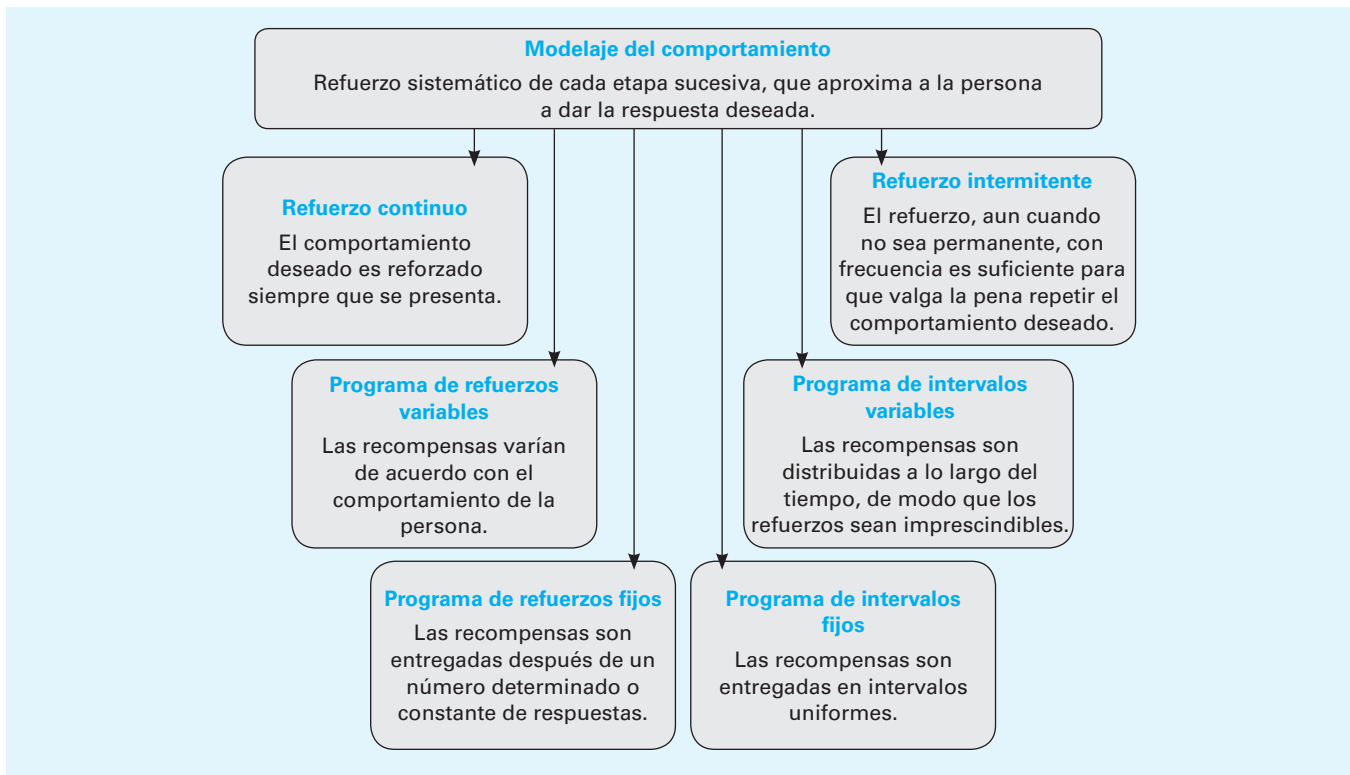 Modelaje del comportamiento
Refuerzo sistemático de cada etapa sucesiva, que aproxima a la persona
a dar la respuesta deseada.
Refuerzo continuo
El comportamiento
deseado es reforzado
siempre que se presenta.
Refuerzo intermitente
El refuerzo, aun cuando
no sea permanente, con
frecuencia es suficiente para
que valga la pena repetir el
comportamiento deseado.
Programa de refuerzos
variables
Las recompensas varían
de acuerdo con el
comportamiento de la
persona.
Programa de intervalos
variables
Las recompensas son
distribuidas a lo largo del
tiempo, de modo que los
refuerzos sean imprescindibles.
Programa de refuerzos fijos
Las recompensas son
entregadas después de un
número determinado o
constante de respuestas.
Programa de intervalos
fijos
Las recompensas son
entregadas en intervalos
uniformes.